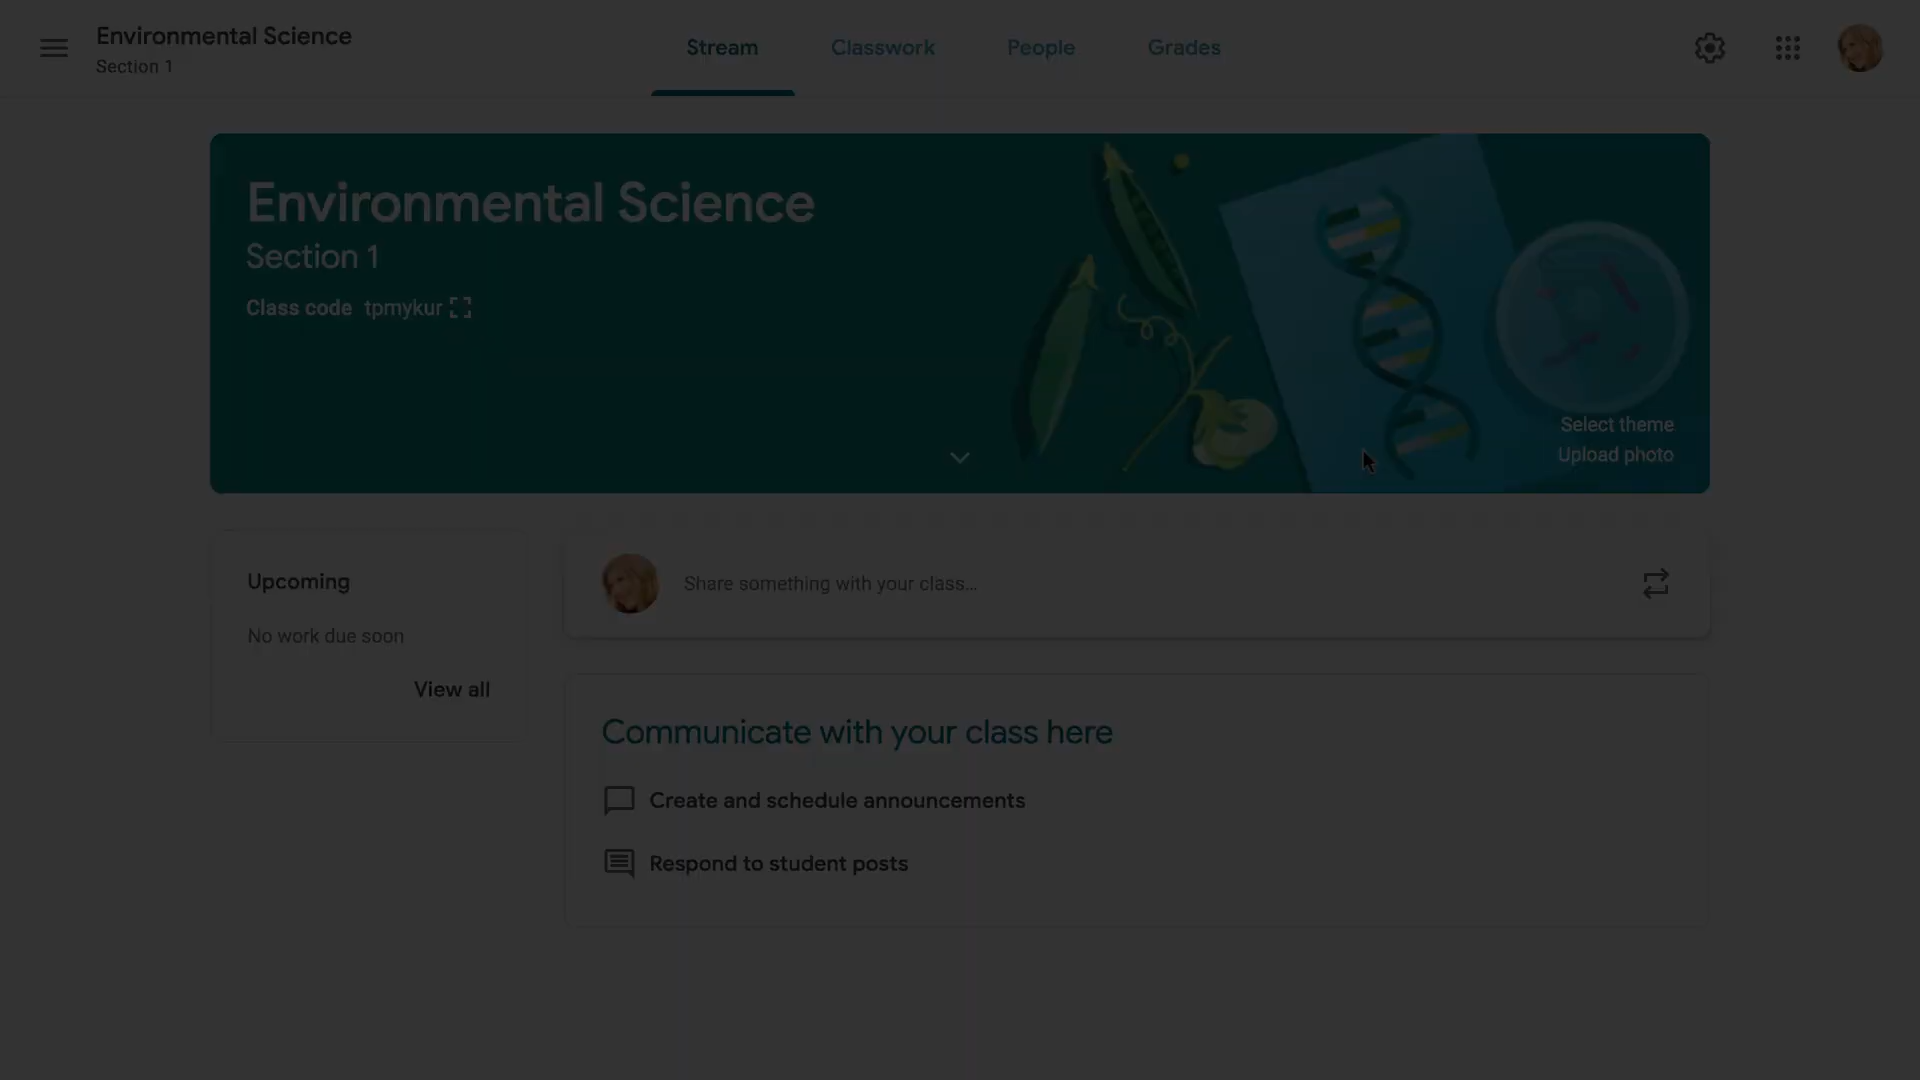 Environmental Science
Section 1
Stream
Classwork
People
Grades
Environmental Science
Section 1
Class code tpmykur
Select theme
Upload photo
Upcoming
No work due soon
View all
Share something with your class...
Communicate with your class here
Create and schedule announcements
Respond to student posts